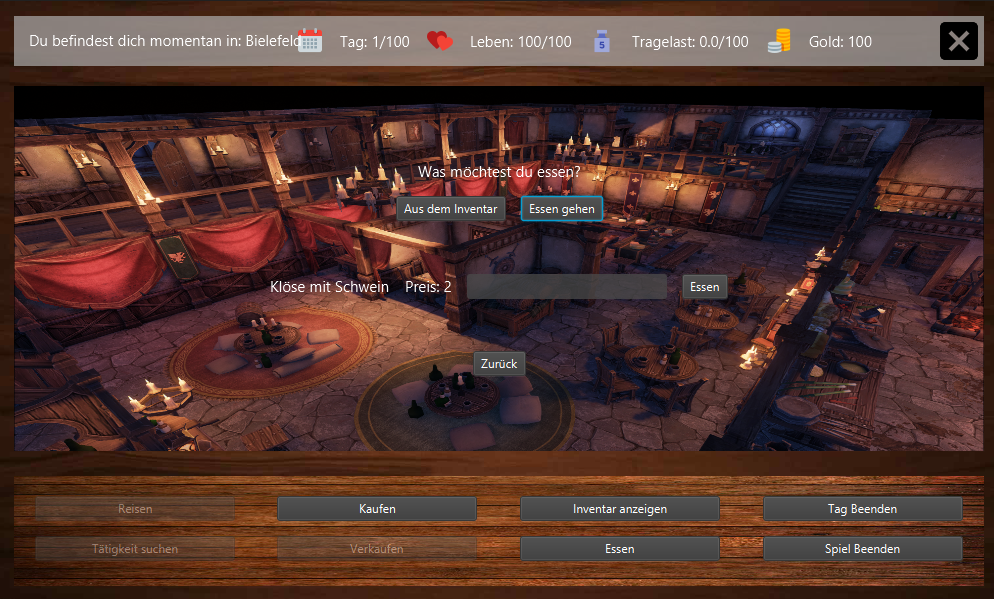 Du befindest dich momentan in: Bielefeld
Tag: 1/100
Leben: 100/100
5
Tragelast: 0.0/100
Gold: 100
Was möchtest du essen?
Aus dem Inventar
Essen gehen
Klöse mit Schwein
Preis: 2
Essen
Zurück
Reisen
Kaufen
Inventar anzeigen
Tag Beenden
Tätigkeit suchen
Verkaufen
Essen
Spiel Beenden